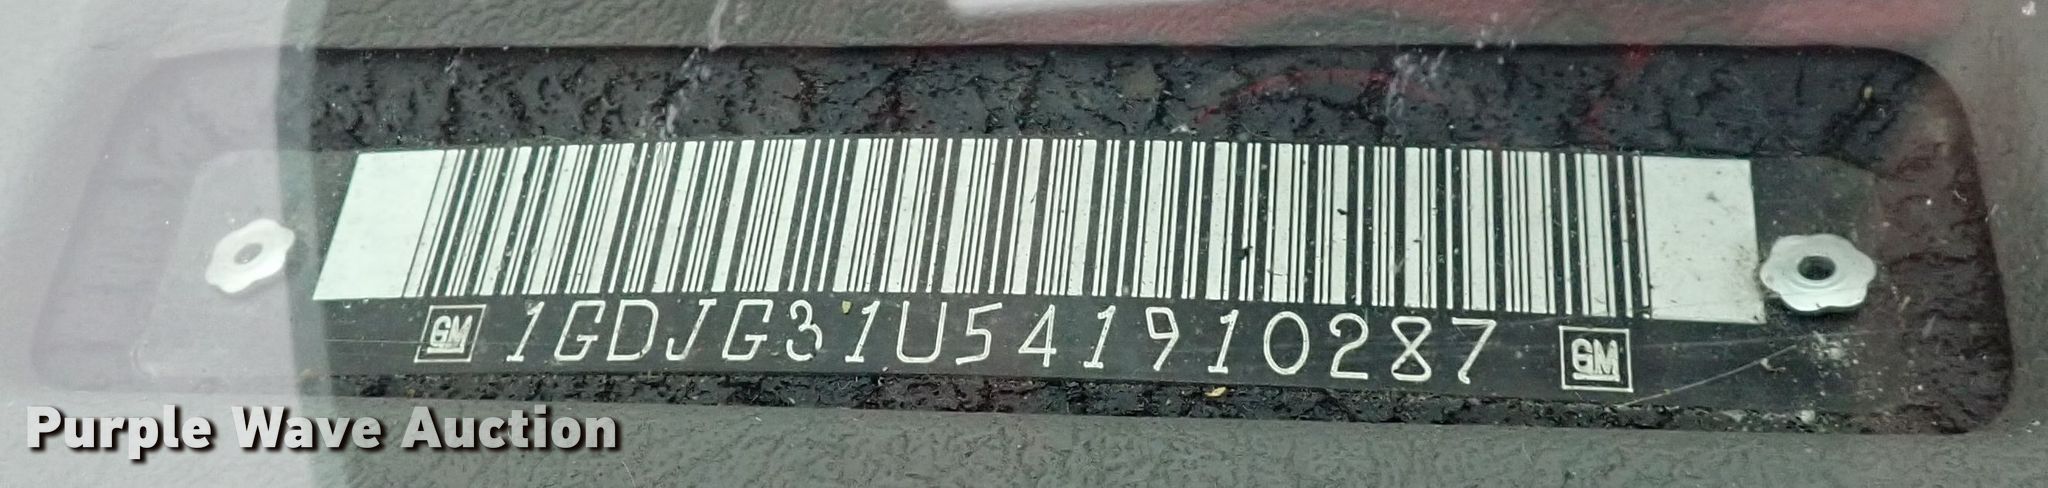 GM 1GDJG31U541910287 GM
Purple Wave Auction